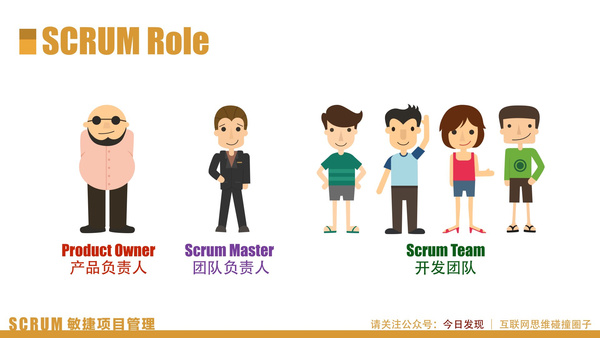 SCRUM Role
Product Owner
产品负责人
Scrum Master
团队负责人
Scrum Team
开发团队
SCRUM 敏捷项目管理
请关注公众号：今日发现 | 互联网思维碰撞圈子